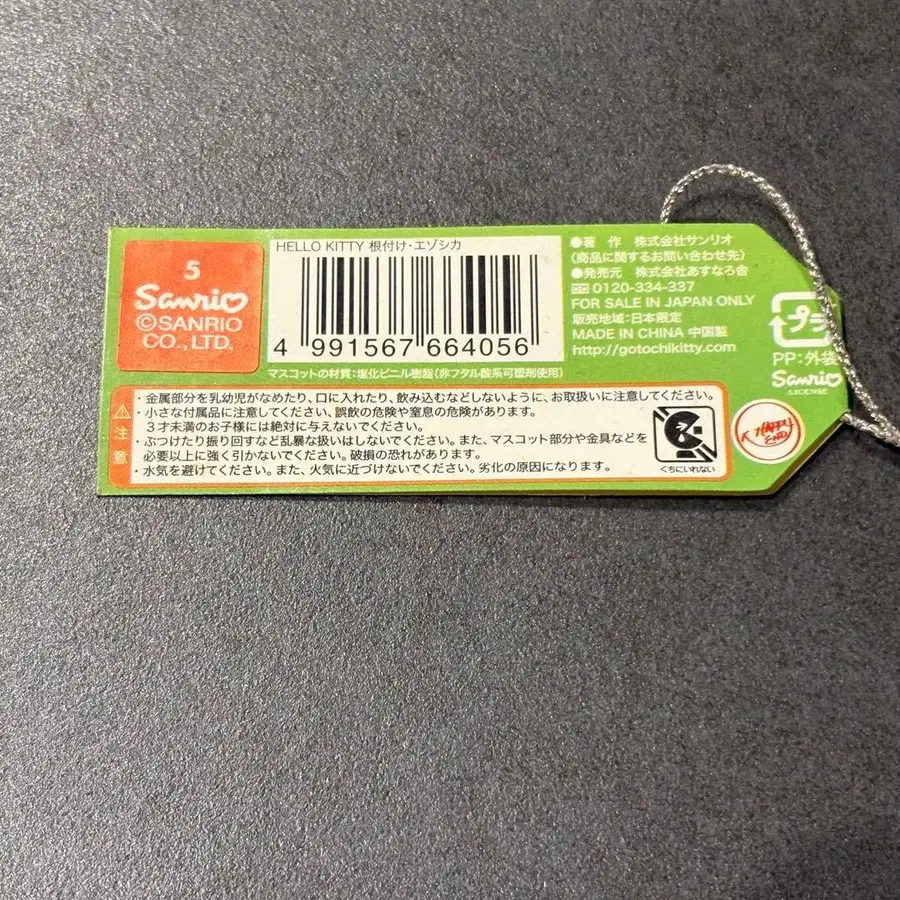 5
Sanrio
©SANRIO
CO.,LTD.
HELLO KITTY 根付け・エゾシカ
4 991567 664056
マスコットの材質:塩化ビニル樹脂(非フタル酸系可塑剤使用)
●著 作 株式会社サンリオ
(商品に関するお問い合わせ先)
●発売元 株式会社あすなろ舎
0120-334-337
FOR SALE IN JAPAN ONLY
販売地域:日本限定
MADE IN CHINA 中国製
http://gotochikitty.com
プラ
PP:外袋
Sanrio
LICENSE
K HAPPY
END
注意
・金属部分を乳幼児がなめたり、口に入れたり、飲み込むなどしないように、お取扱いに注意してください。
・小さな付属品に注意してください、誤飲の危険や窒息の危険があります。
3才未満のお子様には絶対に与えないでください。
・ぶつけたり振り回すなど乱暴な扱いはしないでください。また、マスコット部分や金具などを
必要以上に強く引かないでください。破損の恐れがあります。
・水気を避けてください。また、火気に近づけないでください。劣化の原因になります。
くちにいれない